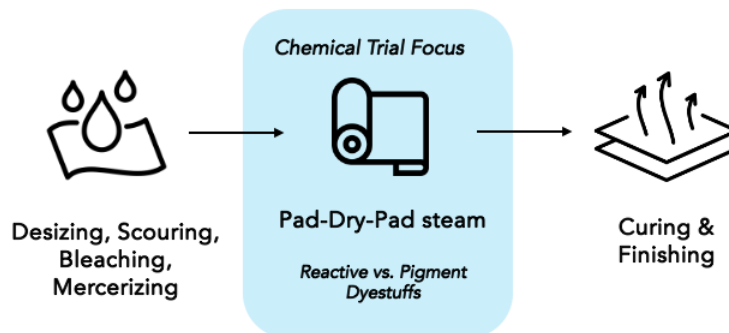 Chemical Trial Focus
Desizing, Scouring,
Bleaching,
Mercerizing
Pad-Dry-Pad steam
Reactive vs. Pigment
Dyestuffs
Curing &
Finishing